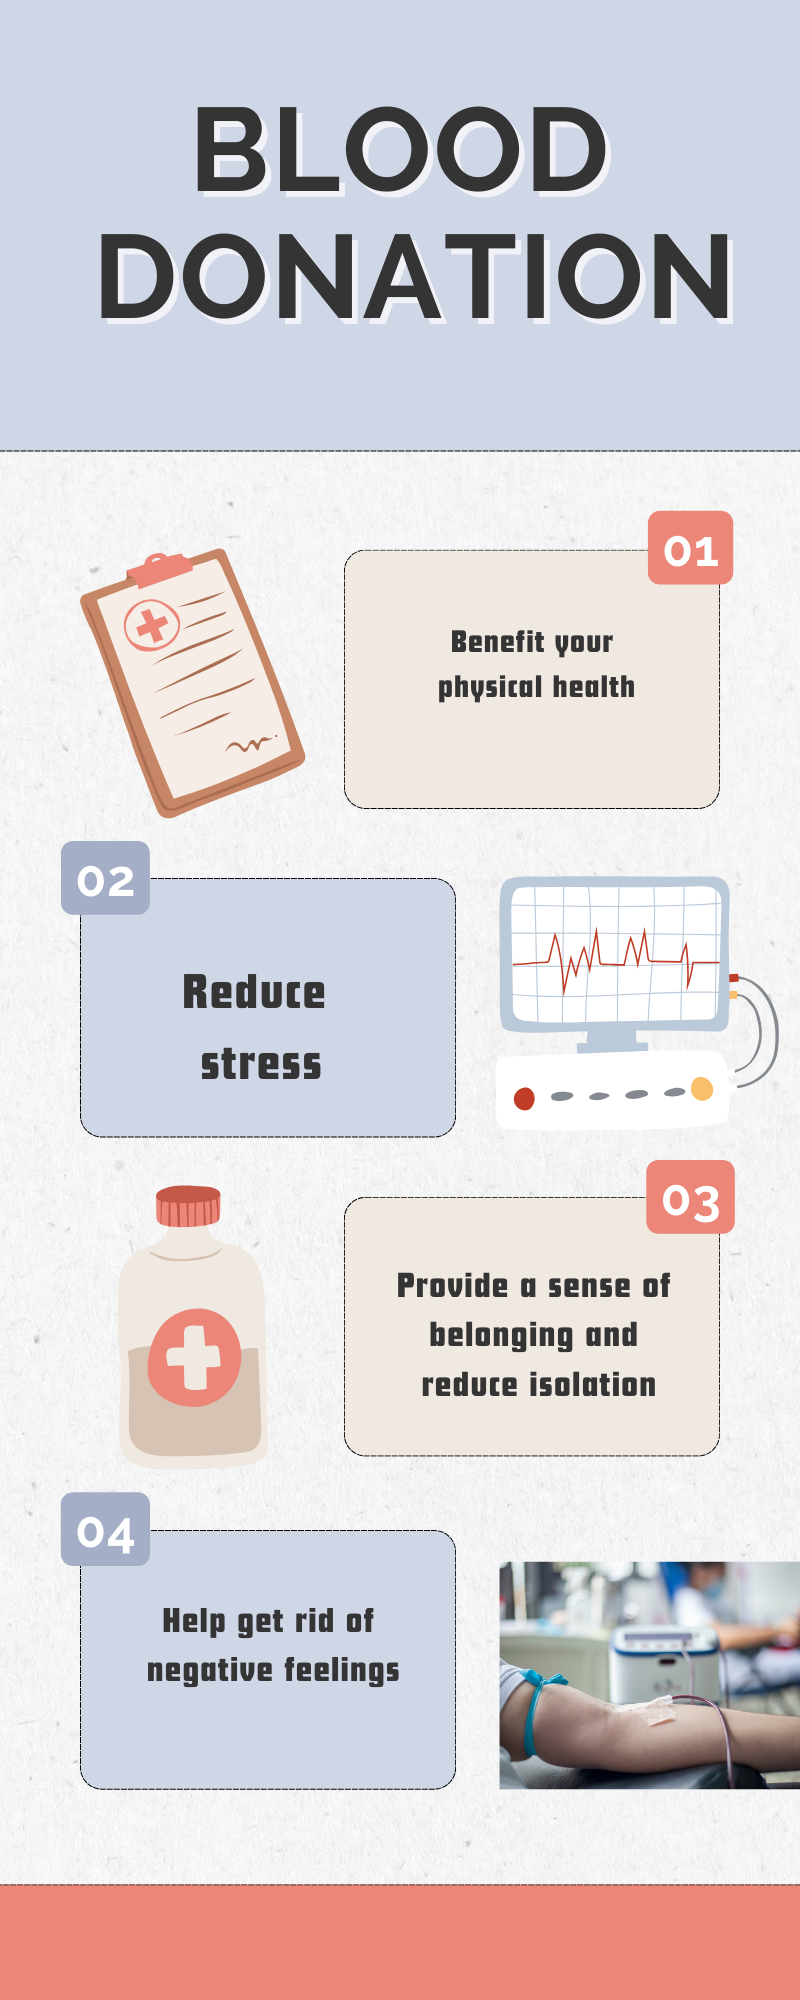 BLOOD
DONATION
01
Benefit your
physical health
02
Reduce
stress
03
Provide a sense of
belonging and
reduce isolation
04
Help get rid of
negative feelings